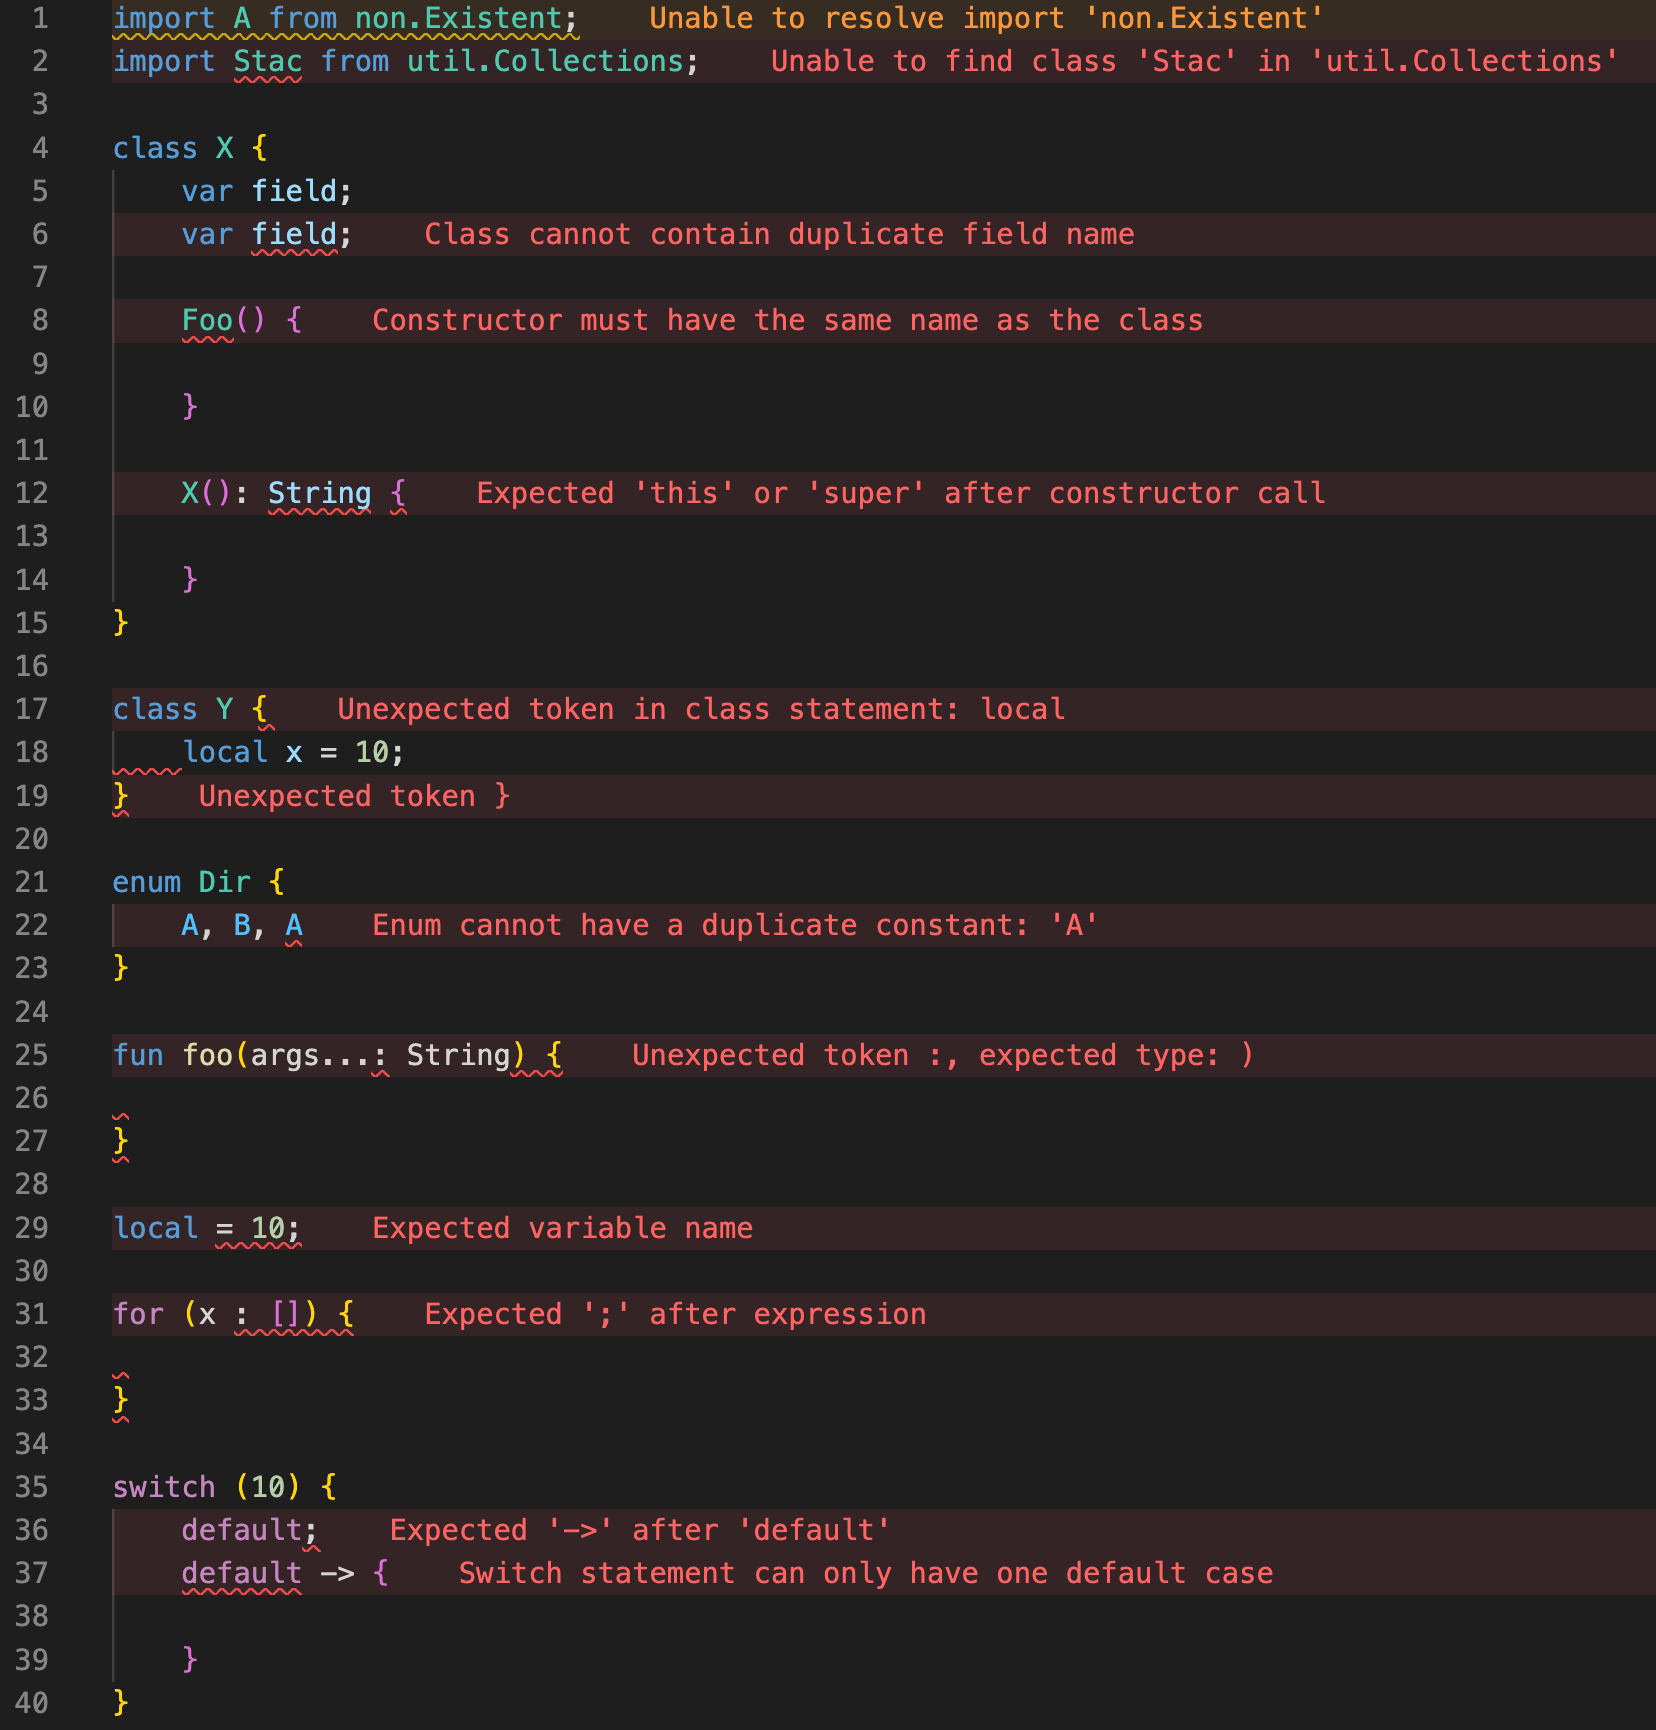 1 import A from non.Existent; Unable to resolve import 'non.Existent'
2 import Stac from util.Collections; Unable to find class 'Stac' in 'util.Collections'
3
4 class X {
5 var field;
6 var field; Class cannot contain duplicate field name
7
8 Foo() { Constructor must have the same name as the class
9
10 }
11
12 X(): String { Expected 'this' or 'super' after constructor call
13
14 }
15 }
16
17 class Y { Unexpected token in class statement: local
18 local x = 10;
19 } Unexpected token }
20
21 enum Dir {
22 A, B, A Enum cannot have a duplicate constant: 'A'
23 }
24
25 fun foo(args...: String) { Unexpected token :, expected type: )
26
27 }
28
29 local = 10; Expected variable name
30
31 for (x : []) { Expected ';' after expression
32
33 }
34
35 switch (10) {
36 default; Expected '->' after 'default'
37 default -> { Switch statement can only have one default case
38
39 }
40 }